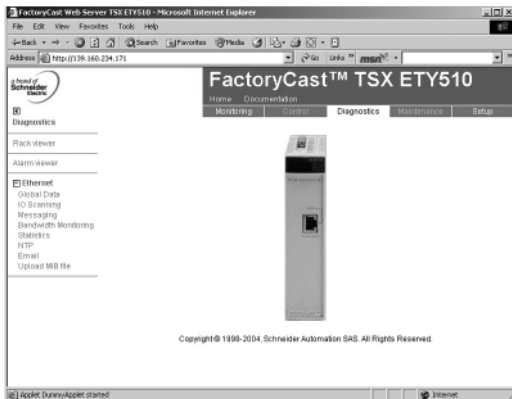 FactoryCast Web Server TSX ETY510 - Microsoft Internet Explorer
File Edit View Favorites Tools Help
Back Search Favorites Media
Address http://139.160.234.171 Go Links msn
a brand of
Schneider
Electric
FactoryCast™ TSX ETY510
Home Documentation
Monitoring Control Diagnostics Maintenance Setup
Diagnostics
Rack viewer
Alarm viewer
Ethernet
Global Data
IO Scanning
Messaging
Bandwidth Monitoring
Statistics
NTP
Email
Upload MIB file
Copyright © 1998-2004, Schneider Automation SAS. All Rights Reserved.
Applet DummyApplet started Internet